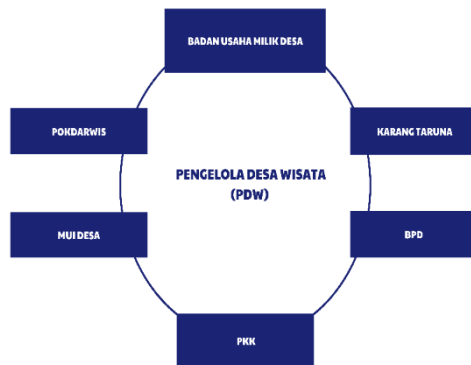 BADAN USAHA MILIK DESA
POKDARWIS
KARANG TARUNA
PENGELOLA DESA WISATA
(PDW)
MUI DESA
BPD
PKK